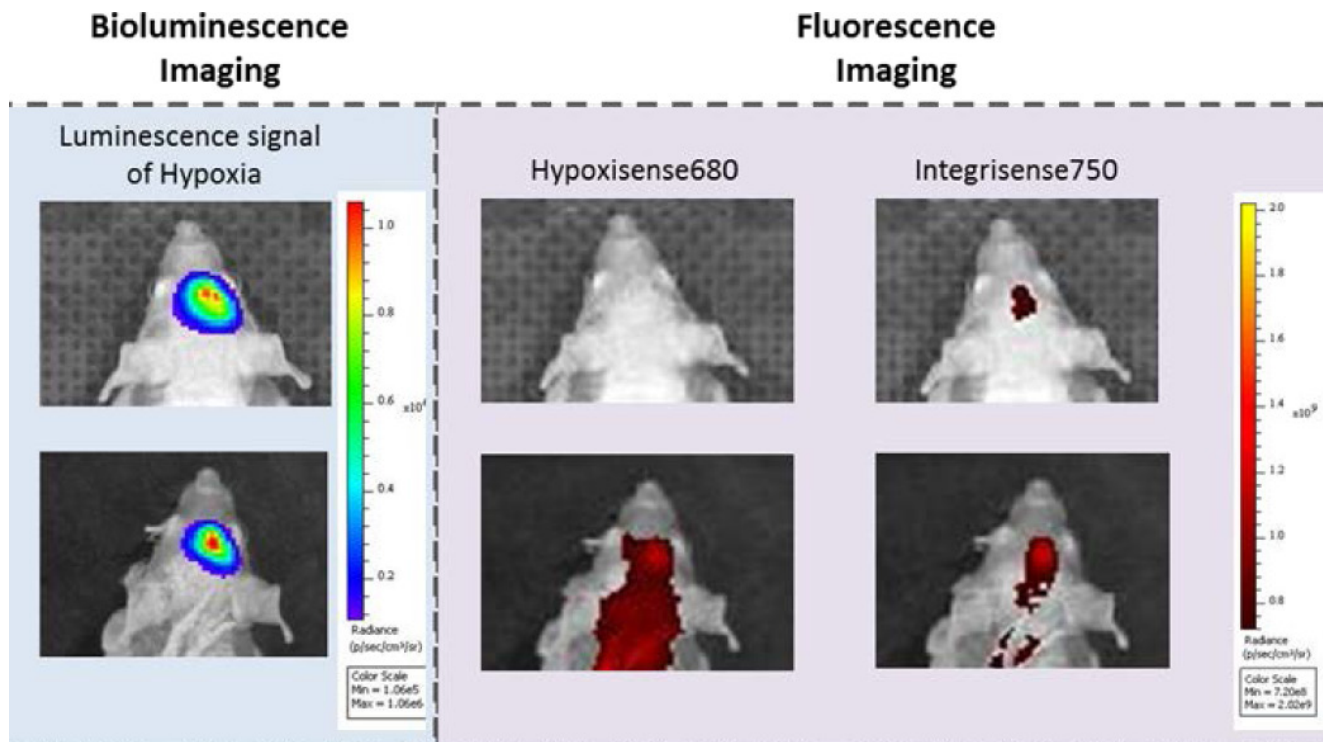 Bioluminescence
Imaging
Fluorescence
Imaging
Luminescence signal
of Hypoxia
Hypoxisense680
Integrisense750
1.0
0.8
0.6
0.4
0.2
Radiance
(p/sec/cm²/sr)
Color Scale
Min = 1.06e5
Max = 1.06e6
2.0
1.8
1.6
1.4
x10⁹
1.2
1.0
0.8
Radiance
(p/sec/cm²/sr)
Color Scale
Min = 7.20e8
Max = 2.02e9